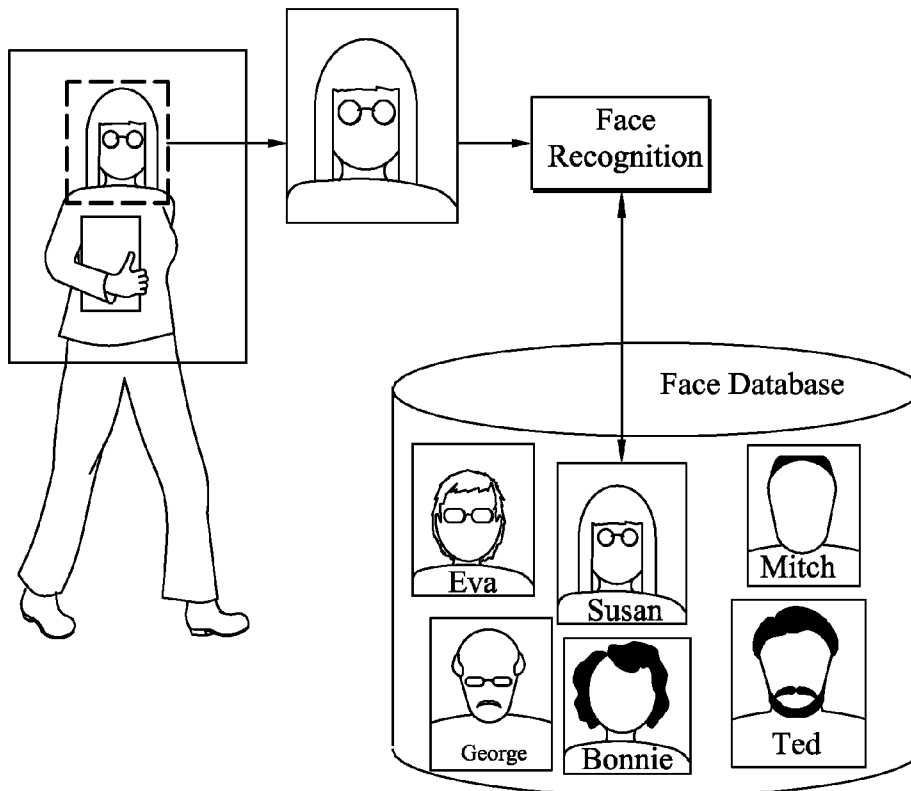 Face
Recognition
Face Database
Eva
Susan
Mitch
George
Bonnie
Ted